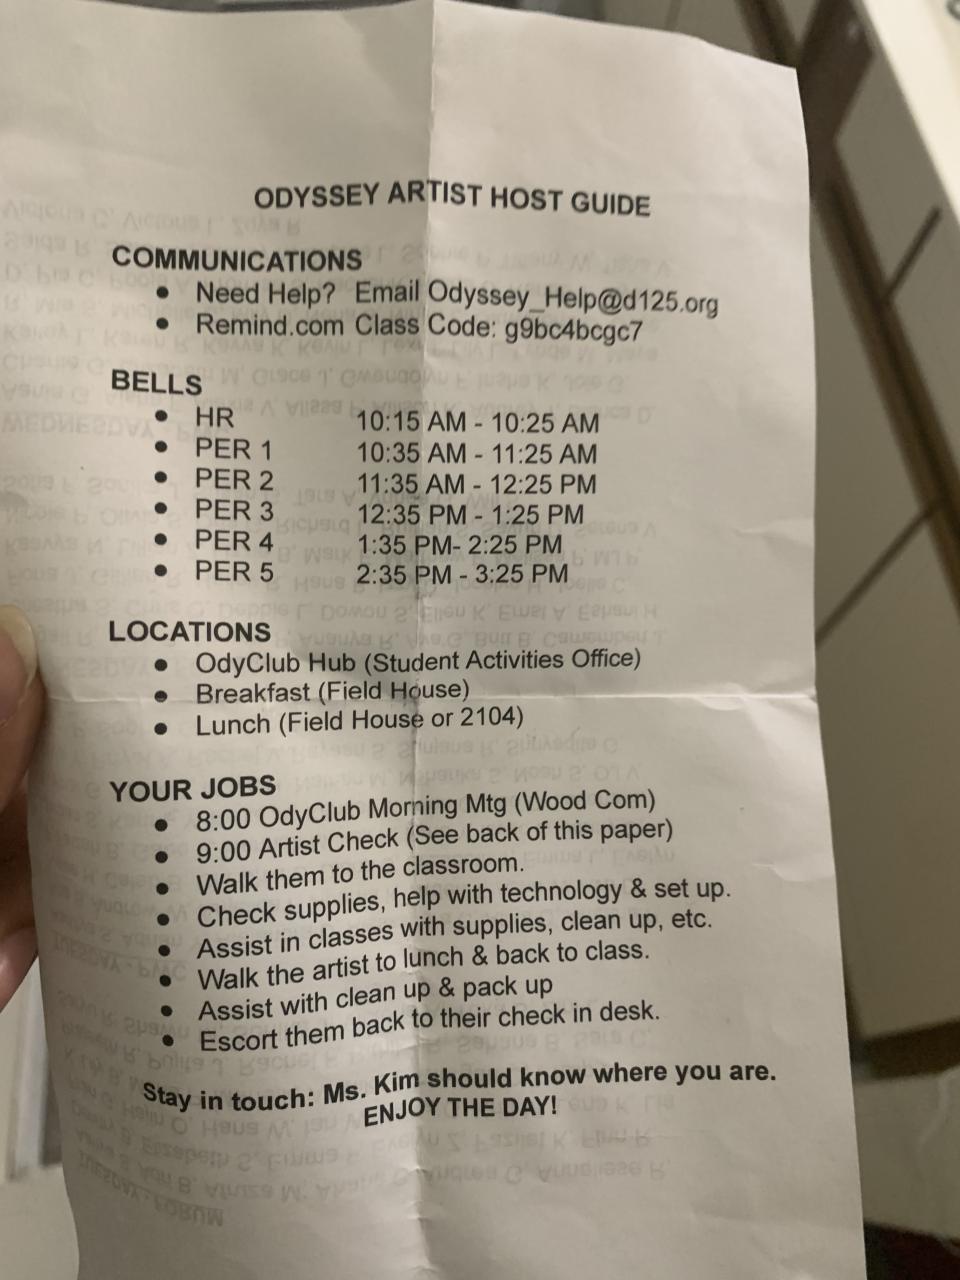 ODYSSEY ARTIST HOST GUIDE
COMMUNICATIONS
• Need Help? Email Odyssey_Help@d125.org
• Remind.com Class Code: g9bc4bcgc7
BELLS
• HR 10:15 AM - 10:25 AM
• PER 1 10:35 AM - 11:25 AM
• PER 2 11:35 AM - 12:25 PM
• PER 3 12:35 PM - 1:25 PM
• PER 4 1:35 PM- 2:25 PM
• PER 5 2:35 PM - 3:25 PM
LOCATIONS
• OdyClub Hub (Student Activities Office)
• Breakfast (Field House)
• Lunch (Field House or 2104)
YOUR JOBS
• 8:00 OdyClub Morning Mtg (Wood Com)
• 9:00 Artist Check (See back of this paper)
• Walk them to the classroom.
• Check supplies, help with technology & set up.
• Assist in classes with supplies, clean up, etc.
• Walk the artist to lunch & back to class.
• Assist with clean up & pack up
• Escort them back to their check in desk.
Stay in touch: Ms. Kim should know where you are.
ENJOY THE DAY!